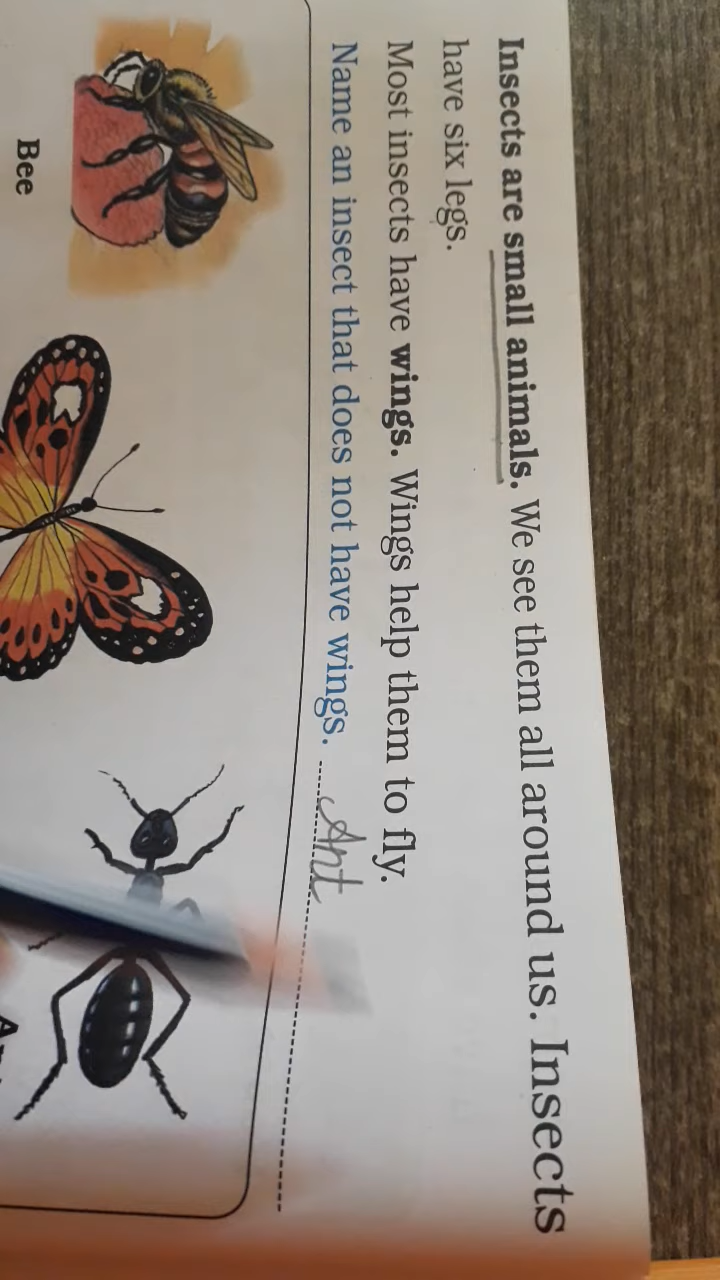 Insects are small animals. We see them all around us. Insects
have six legs.
Most insects have wings. Wings help them to fly.
Name an insect that does not have wings. Ant
Bee